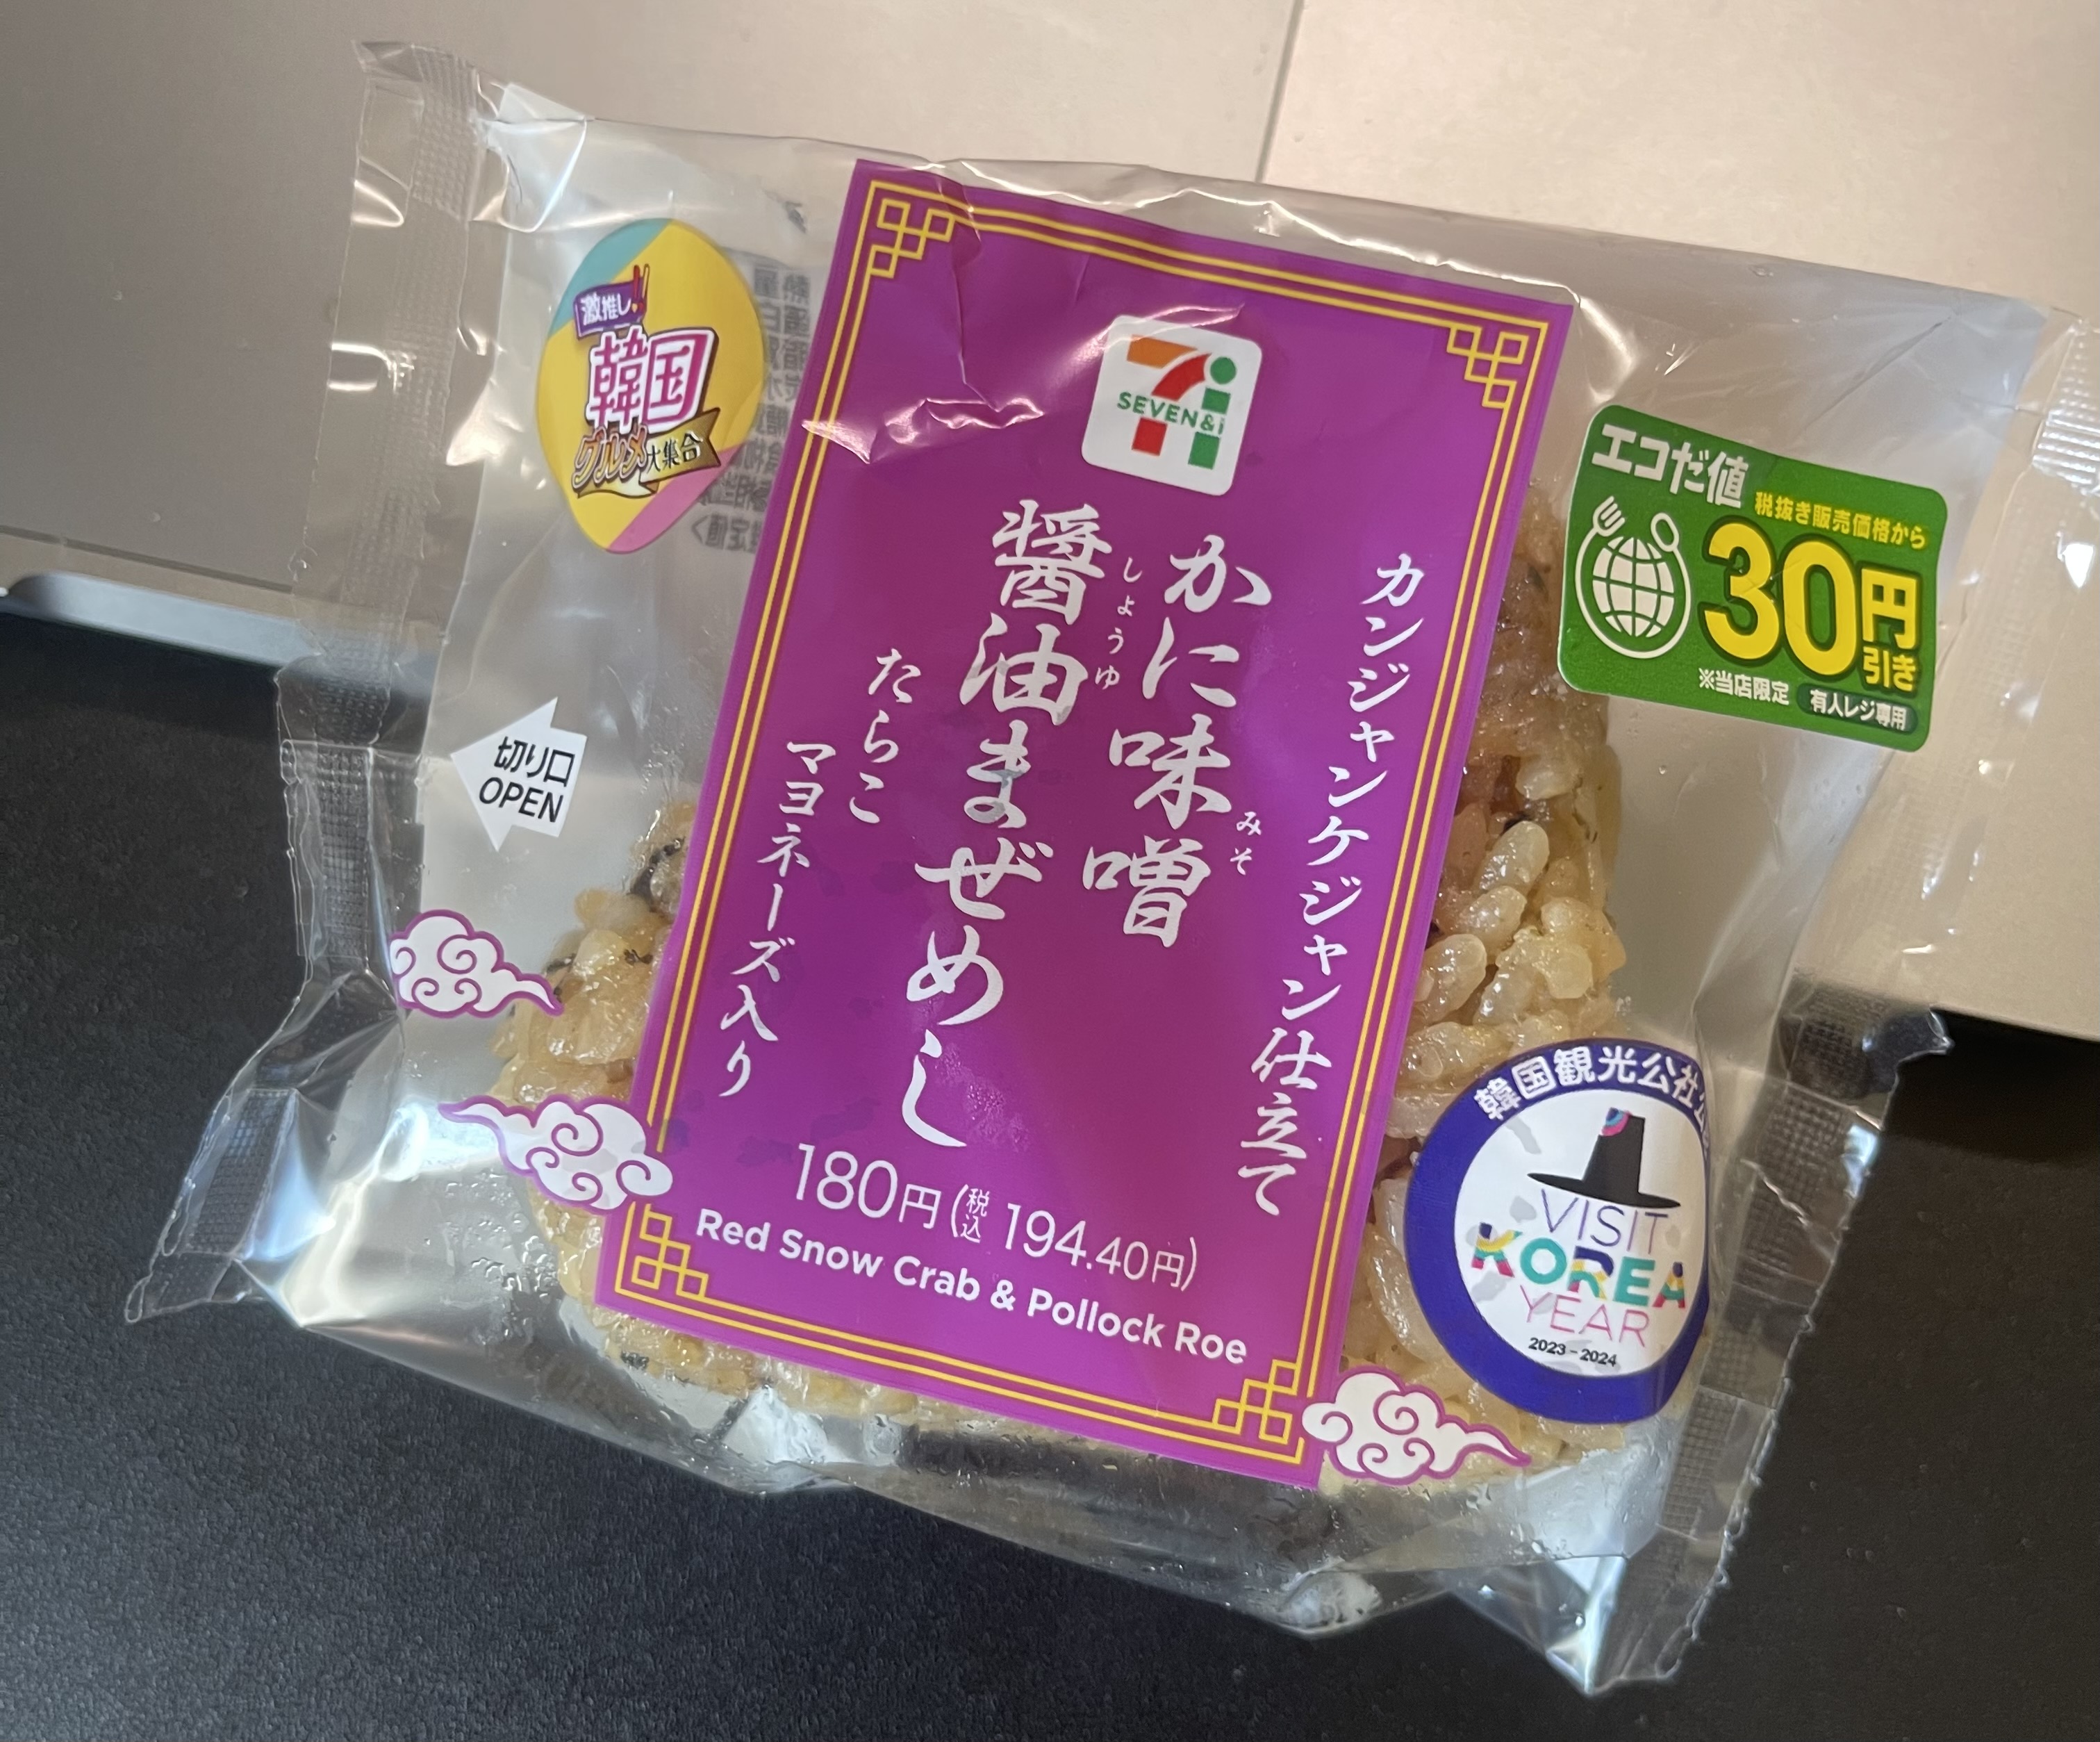 激推し!!
韓国
グルメ大集合
切り口
OPEN
SEVEN&i
カンジャンケジャン仕立て
かに味噌
みそ
醤油まぜめし
しょうゆ
たらこ
マヨネーズ入り
180円(税込 194.40円)
Red Snow Crab & Pollock Roe
エコだ値
税抜き販売価格から
30円
引き
※当店限定 有人レジ専用
韓国観光公社
VISIT
KOREA
YEAR
2023-2024